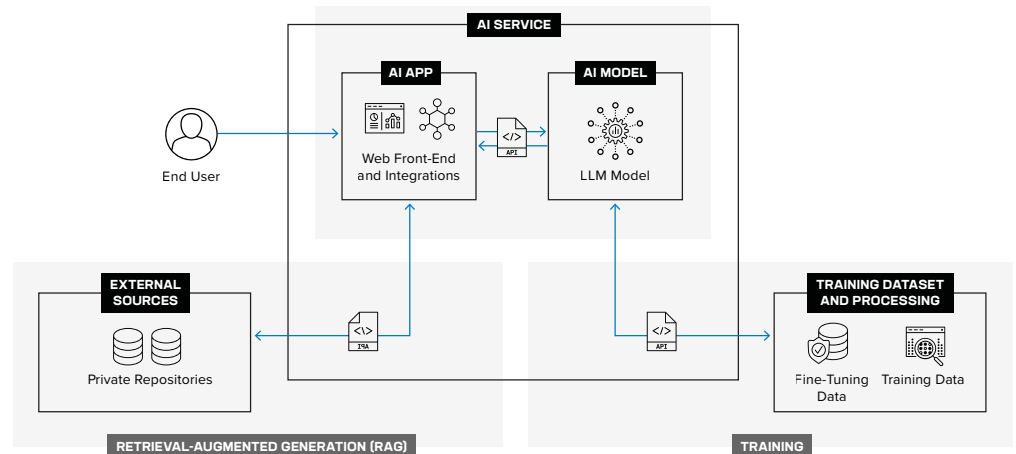 AI SERVICE
AI APP
AI MODEL
</>
API
Web Front-End
and Integrations
LLM Model
End User
EXTERNAL
SOURCES
TRAINING DATASET
AND PROCESSING
<\>
API
</>
API
Private Repositories
Fine-Tuning
Data
Training Data
RETRIEVAL-AUGMENTED GENERATION (RAG)
TRAINING